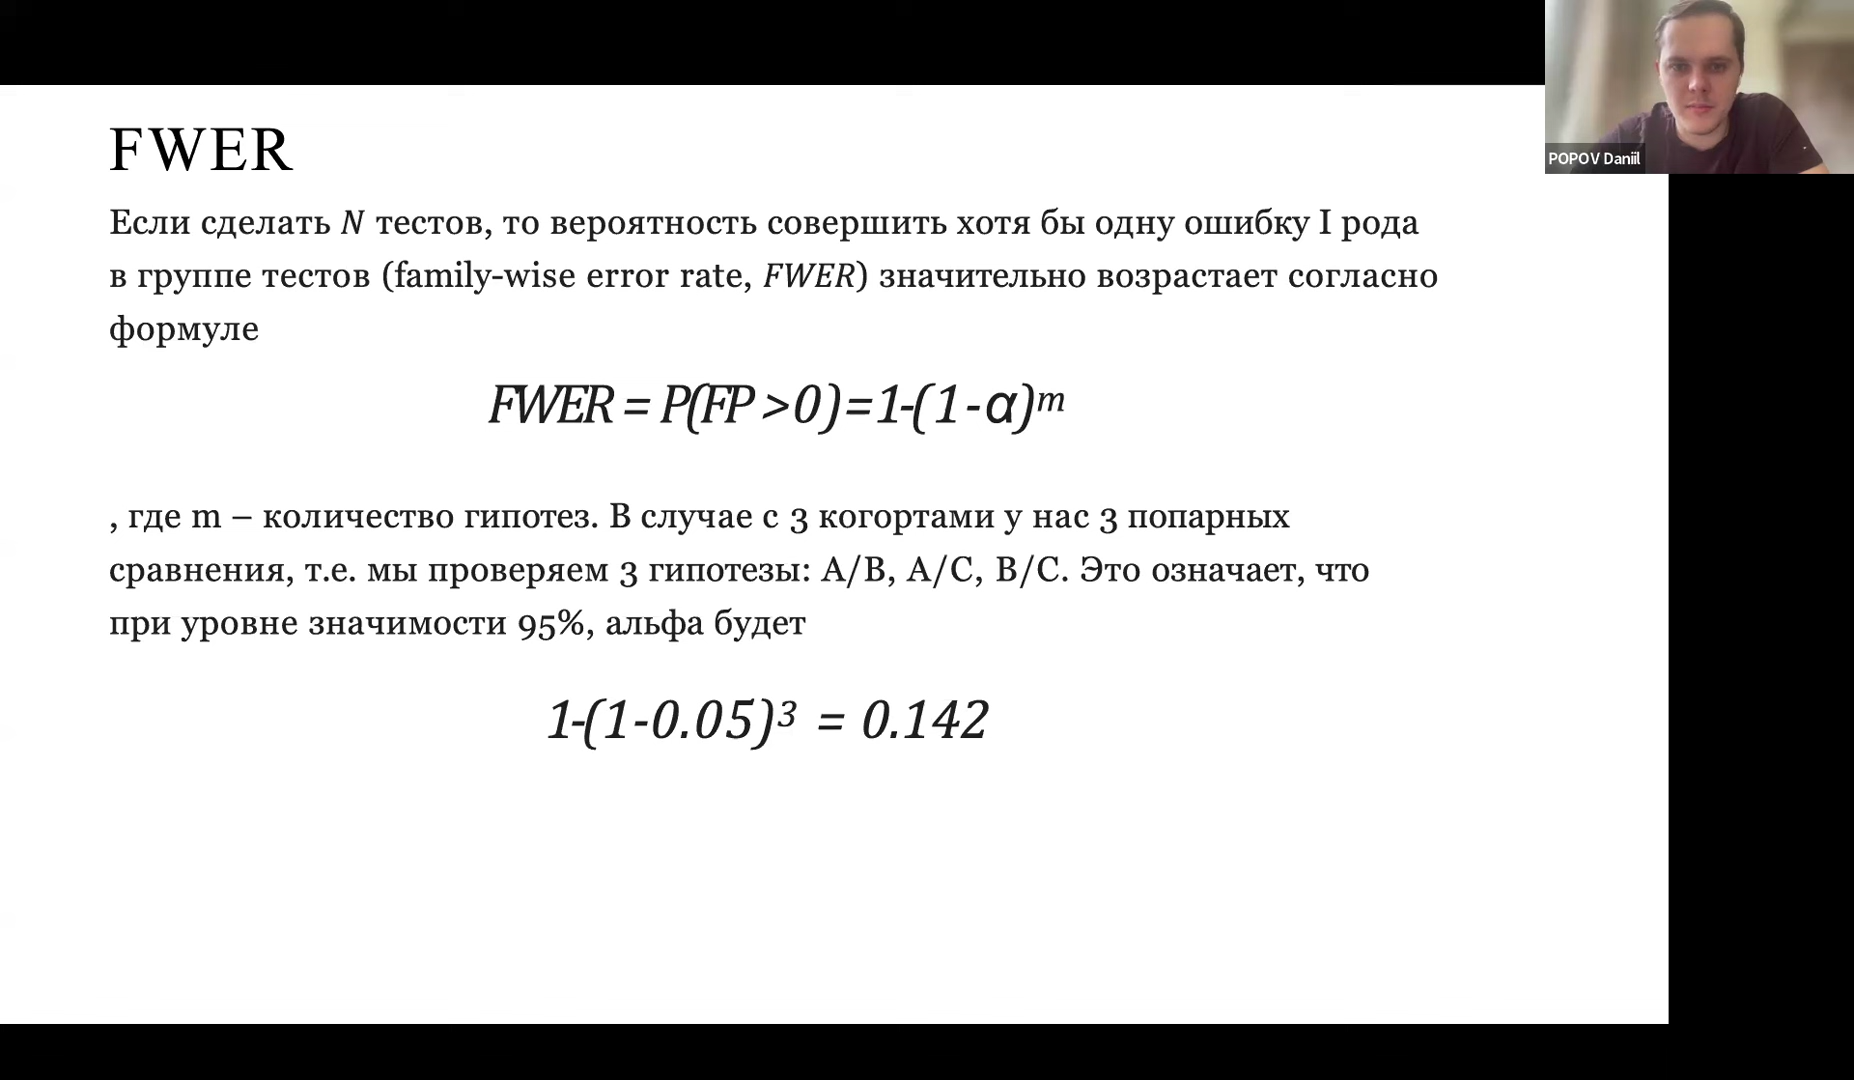 FWER
Если сделать N тестов, то вероятность совершить хотя бы одну ошибку I рода
в группе тестов (family-wise error rate, FWER) значительно возрастает согласно
формуле
FWER = P(FP >0)=1-(1-α)ᵐ
, где m – количество гипотез. В случае с 3 когортами у нас 3 попарных
сравнения, т.е. мы проверяем 3 гипотезы: A/B, A/C, B/C. Это означает, что
при уровне значимости 95%, альфа будет
1-(1-0.05)³ = 0.142
POPOV Daniil